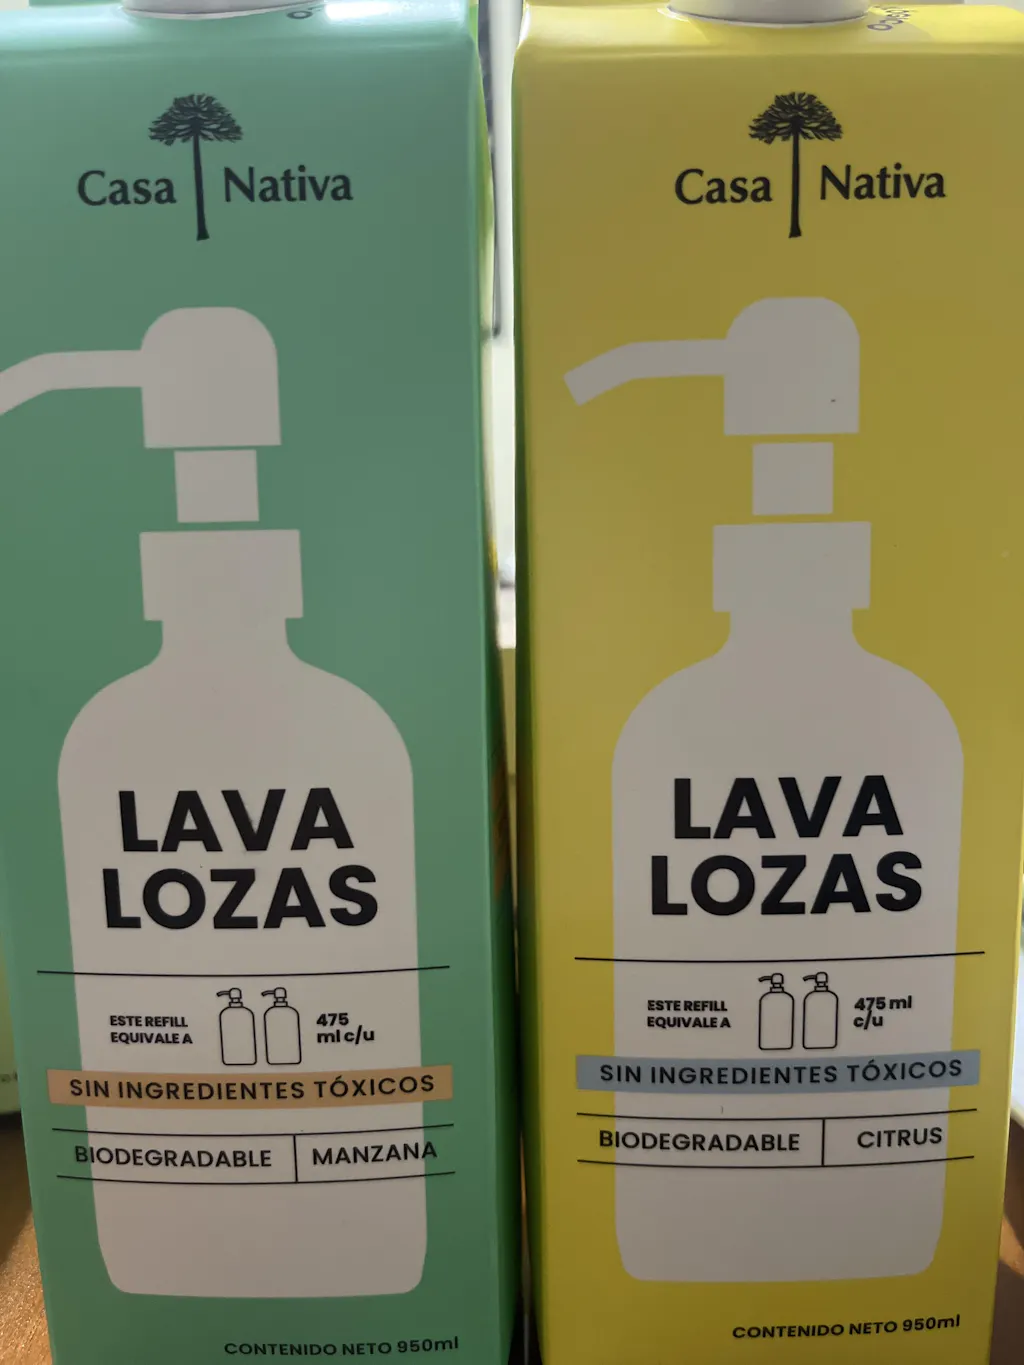 Casa Nativa
LAVA
LOZAS
ESTE REFILL
EQUIVALE A
475
ml c/u
SIN INGREDIENTES TÓXICOS
BIODEGRADABLE MANZANA
CONTENIDO NETO 950ml
Casa Nativa
LAVA
LOZAS
ESTE REFILL
EQUIVALE A
475 ml
c/u
SIN INGREDIENTES TÓXICOS
BIODEGRADABLE CITRUS
CONTENIDO NETO 950ml